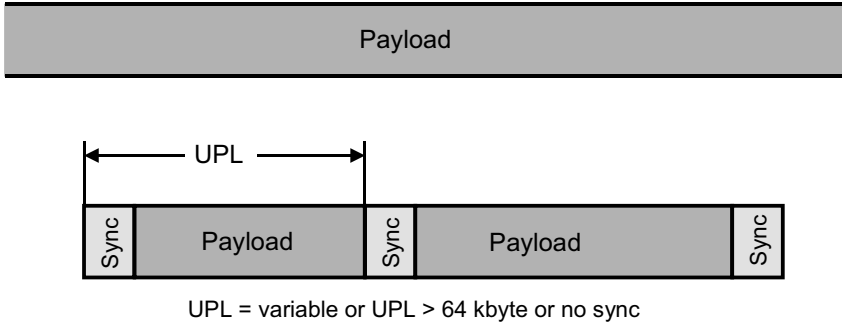 Payload
UPL
Sync Payload Sync Payload Sync
UPL = variable or UPL > 64 kbyte or no sync